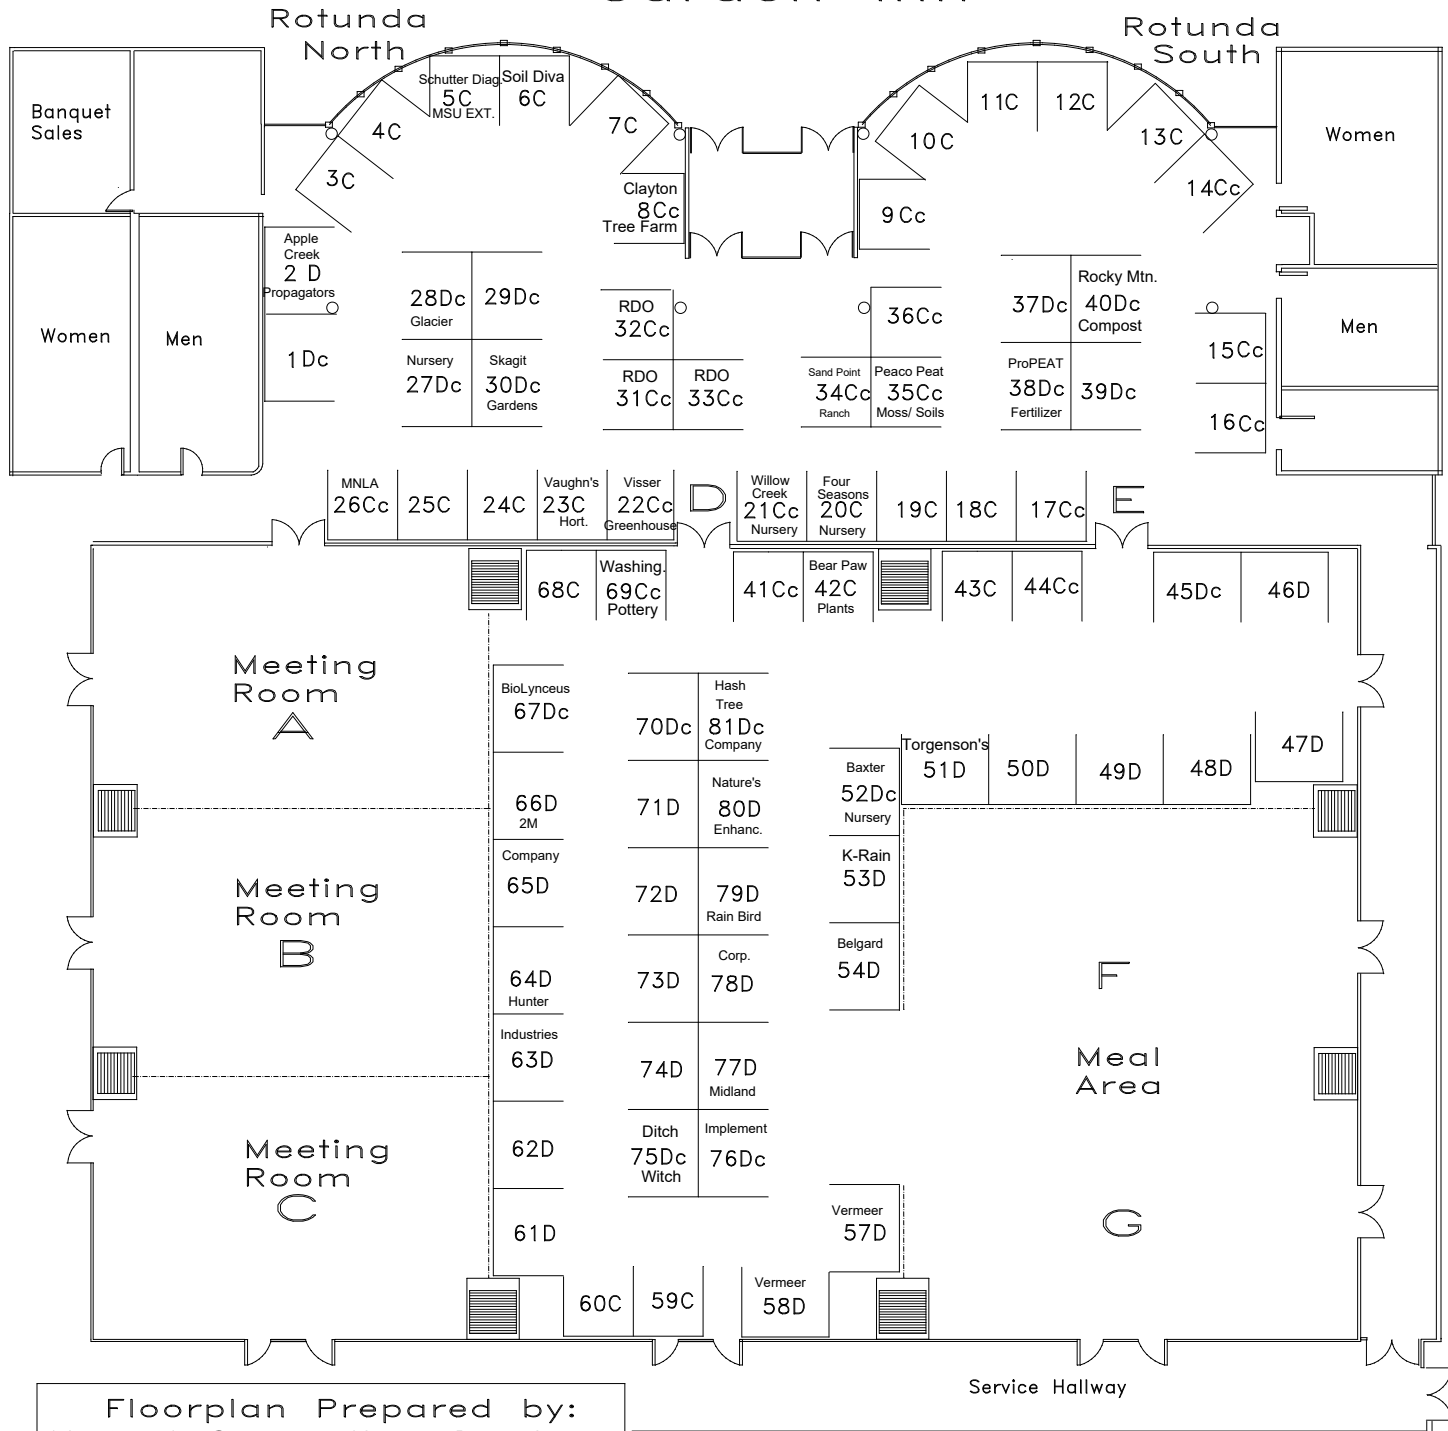 Rotunda
North
Rotunda
South
Banquet
Sales
Women
Men
Women
Men
3C
4C
Schutter Diag.
5C
MSU EXT.
Soil Diva
6C
7C
Clayton
8Cc
Tree Farm
9Cc
10C
11C
12C
13C
14Cc
Apple
Creek
2 D
Propagators
1Dc
28Dc
Glacier
29Dc
Nursery
27Dc
Skagit
30Dc
Gardens
RDO
32Cc
RDO
31Cc
RDO
33Cc
36Cc
Sand Point
34Cc
Ranch
Peaco Peat
35Cc
Moss/ Soils
37Dc
Rocky Mtn.
40Dc
Compost
ProPEAT
38Dc
Fertilizer
39Dc
15Cc
16Cc
MNLA
26Cc
25C
24C
Vaughn's
23C
Hort.
Visser
22Cc
Greenhouse
D
Willow
Creek
21Cc
Nursery
Four
Seasons
20C
Nursery
19C
18C
17Cc
E
68C
Washing.
69Cc
Pottery
41Cc
Bear Paw
42C
Plants
43C
44Cc
45Dc
46D
Meeting
Room
A
BioLynceus
67Dc
70Dc
Hash
Tree
81Dc
Company
66D
2M
71D
Nature's
80D
Enhanc.
Baxter
52Dc
Nursery
Torgenson's
51D
50D
49D
48D
47D
Meeting
Room
B
Company
65D
72D
79D
Rain Bird
K-Rain
53D
64D
Hunter
73D
Corp.
78D
Belgard
54D
F
Industries
63D
74D
77D
Midland
Meal
Area
Meeting
Room
C
62D
Ditch
75Dc
Witch
Implement
76Dc
61D
Vermeer
57D
G
60C
59C
Vermeer
58D
Service Hallway
Floorplan Prepared by: